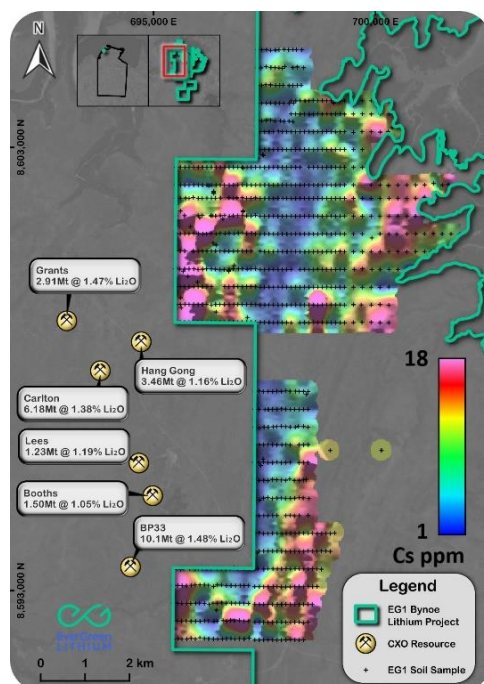 695,000 E
700,000 E
N
8,603,000 N
Grants
2.91Mt @ 1.47% Li₂O
Hang Gong
3.46Mt @ 1.16% Li₂O
Carlton
6.18Mt @ 1.38% Li₂O
Lees
1.23Mt @ 1.19% Li₂O
Booths
1.50Mt @ 1.05% Li₂O
BP33
10.1Mt @ 1.48% Li₂O
18
1
Cs ppm
8,593,000 N
EverGreen
LITHIUM
0 1 2 km
Legend
EG1 Bynoe
Lithium Project
CXO Resource
EG1 Soil Sample